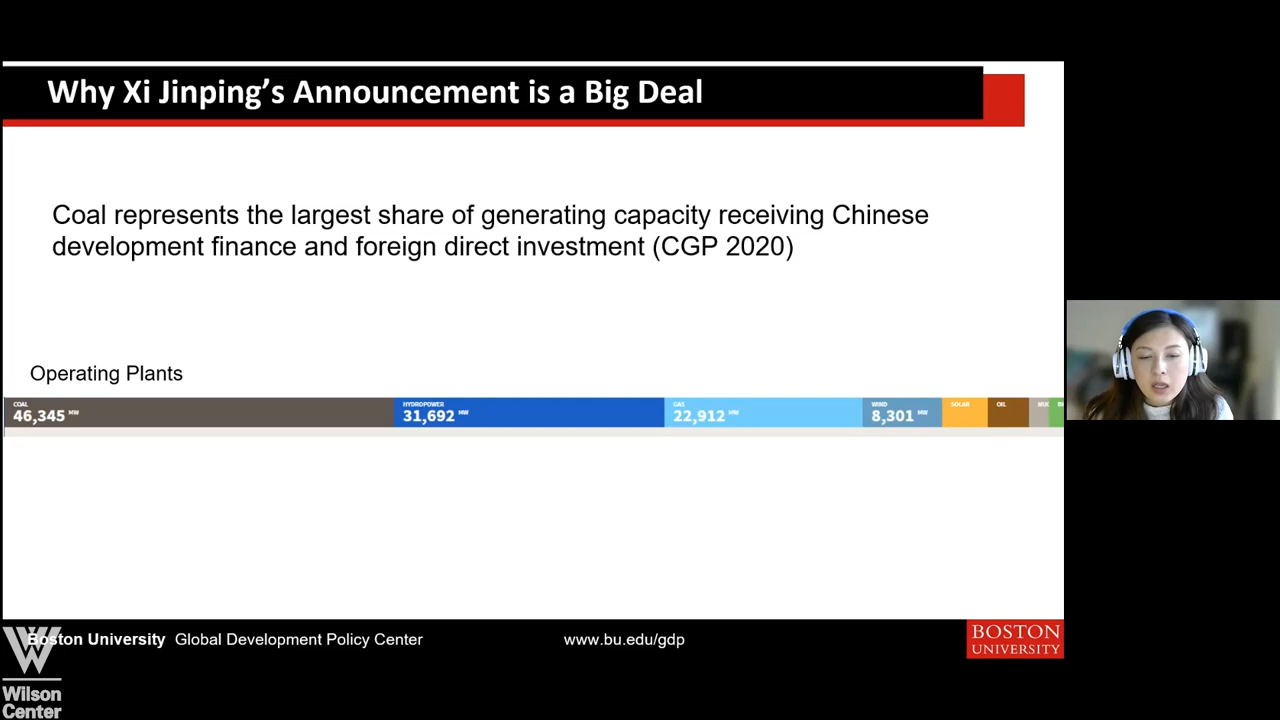 Why Xi Jinping's Announcement is a Big Deal
Coal represents the largest share of generating capacity receiving Chinese
development finance and foreign direct investment (CGP 2020)
Operating Plants
COAL
46,345 MW
HYDROPOWER
31,692 MW
GAS
22,912 MW
WIND
8,301 MW
SOLAR
OIL
Boston University Global Development Policy Center
www.bu.edu/gdp
BOSTON
UNIVERSITY
W
Wilson
Center